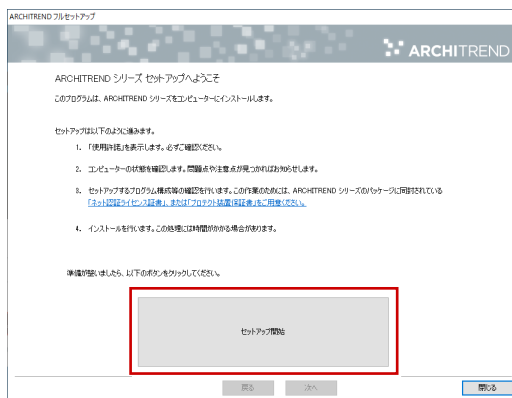 ARCHITREND フルセットアップ
ARCHITREND
ARCHITREND シリーズ セットアップへようこそ
このプログラムは、ARCHITREND シリーズをコンピューターにインストールします。
セットアップは以下のように進みます。
1. 「使用許諾」を表示します。必ずご確認ください。
2. コンピューターの状態を確認します。問題点や注意点が見つかればお知らせします。
3. セットアップするプログラム構成等の確認を行います。この作業のためには、ARCHITREND シリーズのパッケージに同封されている
「ネット認証ライセンス証書」、または「プロテクト装置保証書」をご用意ください。
4. インストールを行います。この処理には時間がかかる場合があります。
準備が整いましたら、以下のボタンをクリックしてください。
セットアップ開始
戻る 次へ 閉じる